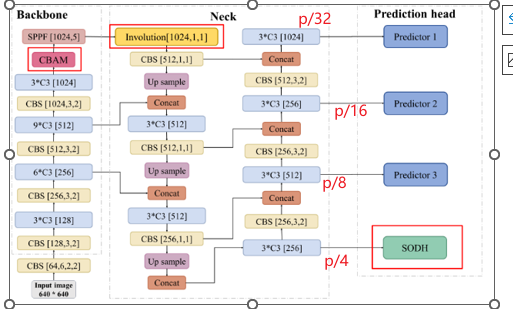 Backbone
SPPF [1024,5]
CBAM
3*C3 [1024]
CBS [1024,3,2]
9*C3 [512]
CBS [512,3,2]
6*C3 [256]
CBS [256,3,2]
3*C3 [128]
CBS [128,3,2]
CBS [64,6,2,2]
Input image
640 * 640
Neck
Involution[1024,1,1]
CBS [512,1,1]
Up sample
Concat
3*C3 [512]
CBS [512,1,1]
Up sample
Concat
3*C3 [512]
CBS [256,1,1]
Up sample
Concat
p/32
3*C3 [1024]
Concat
CBS [512,3,2]
3*C3 [256]
p/16
Concat
CBS [256,3,2]
3*C3 [512]
p/8
Concat
CBS [256,3,2]
3*C3 [256]
p/4
Prediction head
Predictor 1
Predictor 2
Predictor 3
SODH